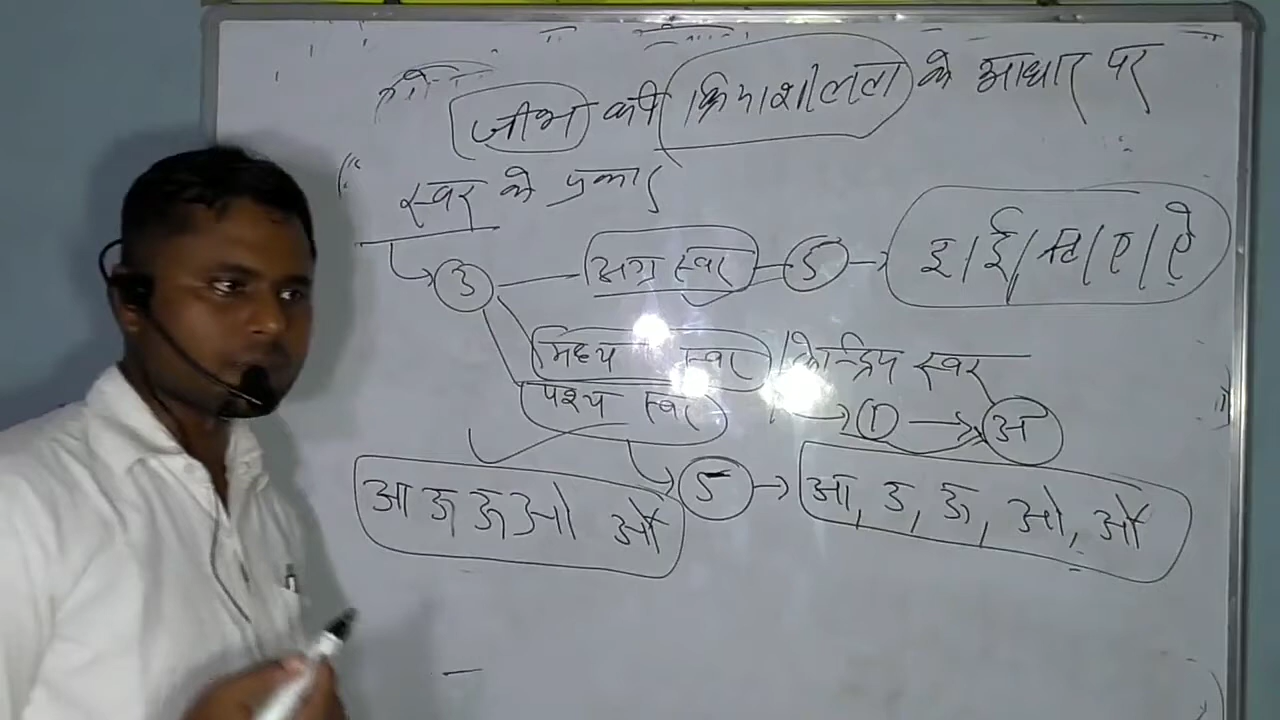 जीभ की क्रियाशीलता के आधार पर
स्वर के प्रकार
3 — अग्र स्वर — 5 → इ / ई / ऋ / ए / ऐ
मध्य स्वर / केन्द्रिय स्वर
→ 1 → अ
पश्च स्वर
5 → आ, उ, ऊ, ओ, औ
आ ऊ ऊ ओ औ